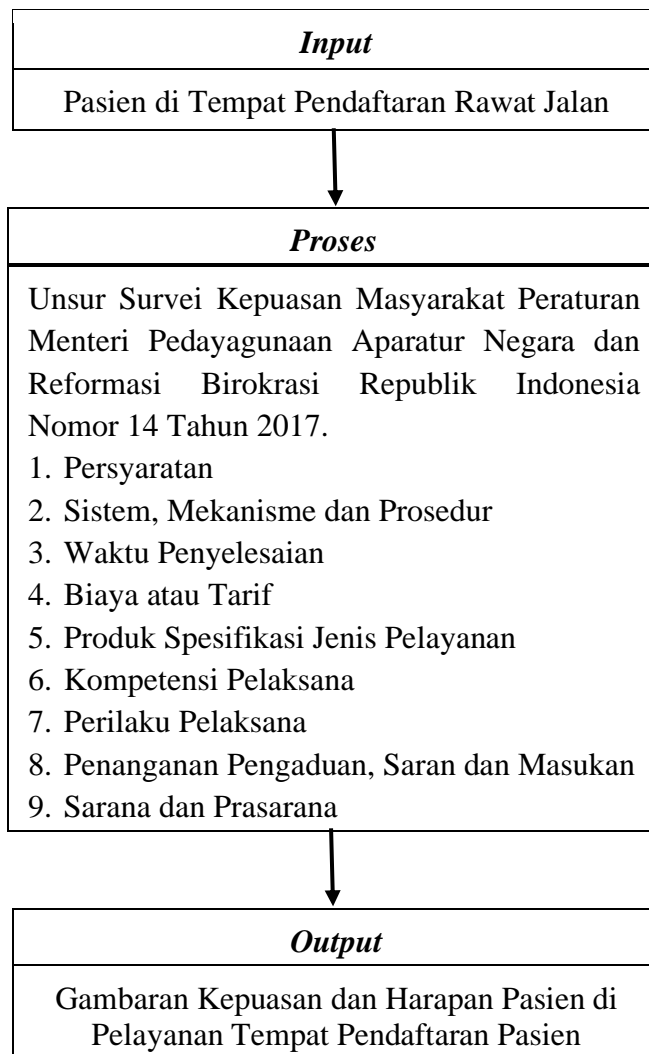 Input
Pasien di Tempat Pendaftaran Rawat Jalan
Proses
Unsur Survei Kepuasan Masyarakat Peraturan
Menteri Pedayagunaan Aparatur Negara dan
Reformasi Birokrasi Republik Indonesia
Nomor 14 Tahun 2017.
1. Persyaratan
2. Sistem, Mekanisme dan Prosedur
3. Waktu Penyelesaian
4. Biaya atau Tarif
5. Produk Spesifikasi Jenis Pelayanan
6. Kompetensi Pelaksana
7. Perilaku Pelaksana
8. Penanganan Pengaduan, Saran dan Masukan
9. Sarana dan Prasarana
Output
Gambaran Kepuasan dan Harapan Pasien di
Pelayanan Tempat Pendaftaran Pasien